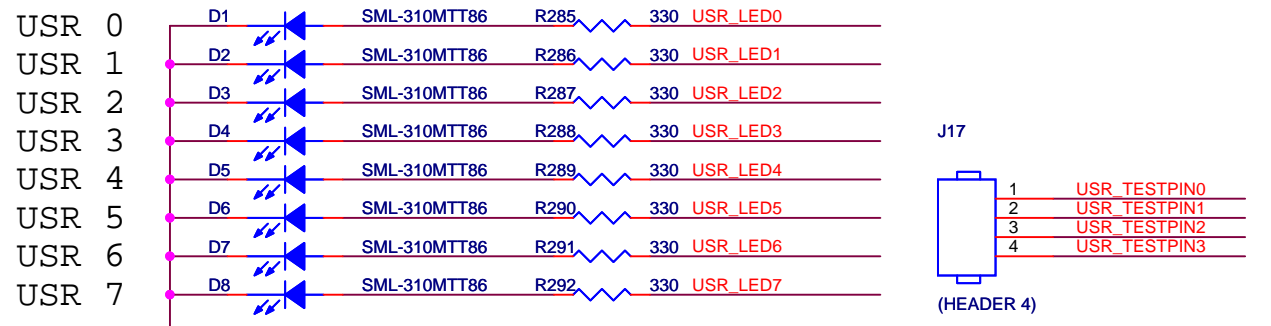 USR 0 D1 SML-310MTT86 R285 330 USR_LED0
USR 1 D2 SML-310MTT86 R286 330 USR_LED1
USR 2 D3 SML-310MTT86 R287 330 USR_LED2
USR 3 D4 SML-310MTT86 R288 330 USR_LED3
USR 4 D5 SML-310MTT86 R289 330 USR_LED4
USR 5 D6 SML-310MTT86 R290 330 USR_LED5
USR 6 D7 SML-310MTT86 R291 330 USR_LED6
USR 7 D8 SML-310MTT86 R292 330 USR_LED7
J17
1 USR_TESTPIN0
2 USR_TESTPIN1
3 USR_TESTPIN2
4 USR_TESTPIN3
(HEADER 4)